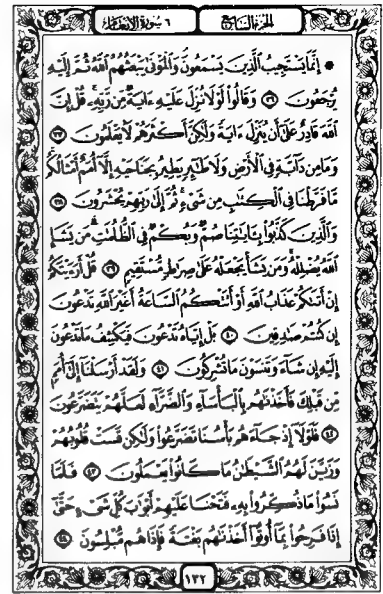 الجزء السابع ٦ سورة الأنعام
۞ إِنَّمَا يَسْتَجِيبُ الَّذِينَ يَسْمَعُونَ وَالْمَوْتَى يَبْعَثُهُمُ اللَّهُ ثُمَّ إِلَيْهِ
يُرْجَعُونَ ٣٦ وَقَالُوا لَوْلَا نُزِّلَ عَلَيْهِ ءَايَةٌ مِّن رَّبِّهِ قُلْ إِنَّ
اللَّهَ قَادِرٌ عَلَى أَن يُنَزِّلَ ءَايَةً وَلَكِنَّ أَكْثَرَهُمْ لَا يَعْلَمُونَ ٣٧
وَمَا مِن دَابَّةٍ فِي الْأَرْضِ وَلَا طَائِرٍ يَطِيرُ بِجَنَاحَيْهِ إِلَّا أُمَمٌ أَمْثَالُكُم
مَّا فَرَّطْنَا فِي الْكِتَابِ مِن شَيْءٍ ثُمَّ إِلَى رَبِّهِمْ يُحْشَرُونَ ٣٨
وَالَّذِينَ كَذَّبُوا بِآيَاتِنَا صُمٌّ وَبُكْمٌ فِي الظُّلُمَاتِ مَن يَشَإِ
اللَّهُ يُضْلِلْهُ وَمَن يَشَأْ يَجْعَلْهُ عَلَى صِرَاطٍ مُّسْتَقِيمٍ ٣٩ قُلْ أَرَءَيْتَكُمْ
إِنْ أَتَاكُمْ عَذَابُ اللَّهِ أَوْ أَتَتْكُمُ السَّاعَةُ أَغَيْرَ اللَّهِ تَدْعُونَ
إِن كُنتُمْ صَادِقِينَ ٤٠ بَلْ إِيَّاهُ تَدْعُونَ فَيَكْشِفُ مَا تَدْعُونَ
إِلَيْهِ إِن شَاءَ وَتَنسَوْنَ مَا تُشْرِكُونَ ٤١ وَلَقَدْ أَرْسَلْنَا إِلَى أُمَمٍ
مِّن قَبْلِكَ فَأَخَذْنَاهُم بِالْبَأْسَاءِ وَالضَّرَّاءِ لَعَلَّهُمْ يَتَضَرَّعُونَ
٤٢ فَلَوْلَا إِذْ جَاءَهُم بَأْسُنَا تَضَرَّعُوا وَلَكِن قَسَتْ قُلُوبُهُمْ
وَزَيَّنَ لَهُمُ الشَّيْطَانُ مَا كَانُوا يَعْمَلُونَ ٤٣ فَلَمَّا
نَسُوا مَا ذُكِّرُوا بِهِ فَتَحْنَا عَلَيْهِمْ أَبْوَابَ كُلِّ شَيْءٍ حَتَّى
إِذَا فَرِحُوا بِمَا أُوتُوا أَخَذْنَاهُم بَغْتَةً فَإِذَا هُم مُّبْلِسُونَ ٤٤
١٣٢